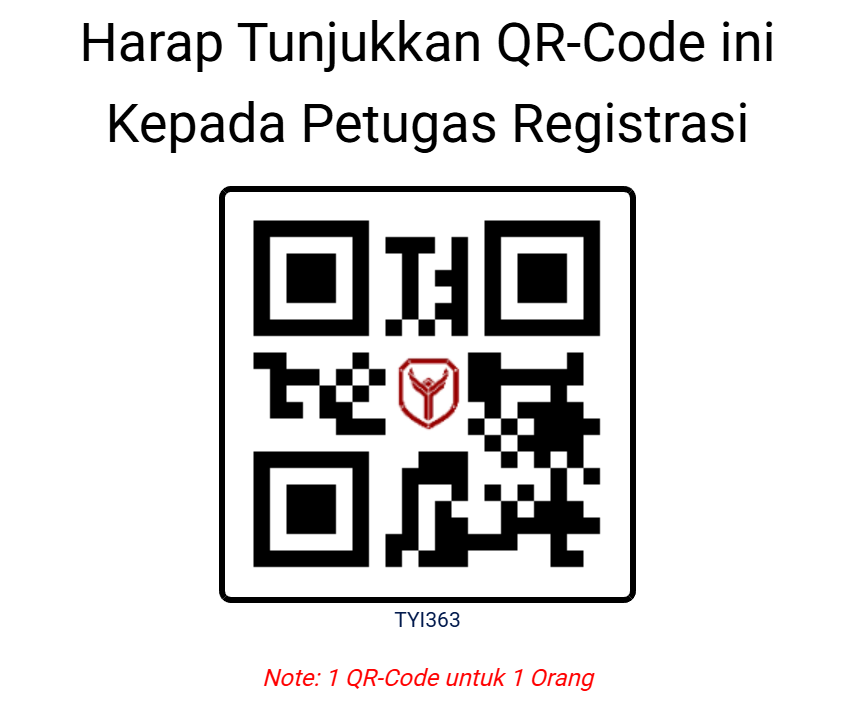 Harap Tunjukkan QR-Code ini
Kepada Petugas Registrasi
TYI363
Note: 1 QR-Code untuk 1 Orang